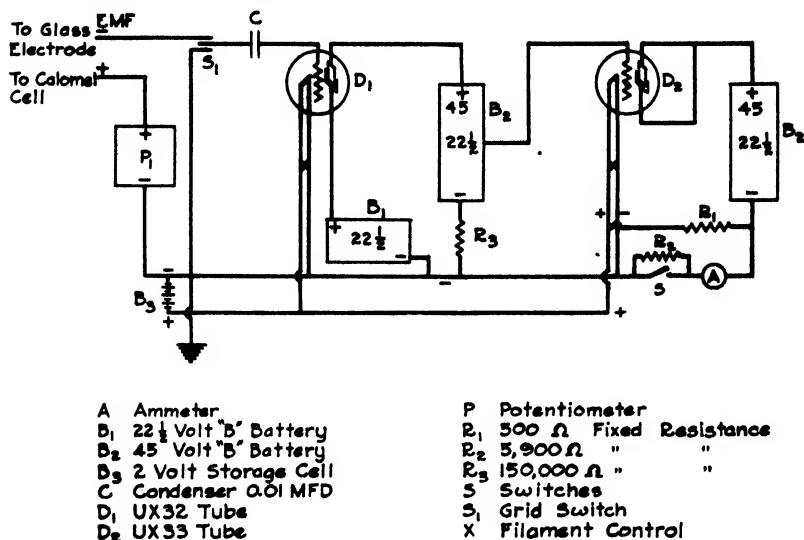 To Glass EMF
Electrode
To Calomel
Cell
+
-
C
S₁
P₁
+
-
D₁
+
45
22½
-
B₂
D₂
+
45
22½
-
B₂
B₁
+
22½
-
R₃
+ -
R₁
R₂
S
A
-
B₃
+
-
+
A Ammeter
B₁ 22½ Volt "B" Battery
B₂ 45 Volt "B" Battery
B₃ 2 Volt Storage Cell
C Condenser 0.01 MFD
D₁ UX32 Tube
D₂ UX33 Tube
P Potentiometer
R₁ 500 Ω Fixed Resistance
R₂ 5,900 Ω " "
R₃ 150,000 Ω " "
S Switches
S₁ Grid Switch
X Filament Control